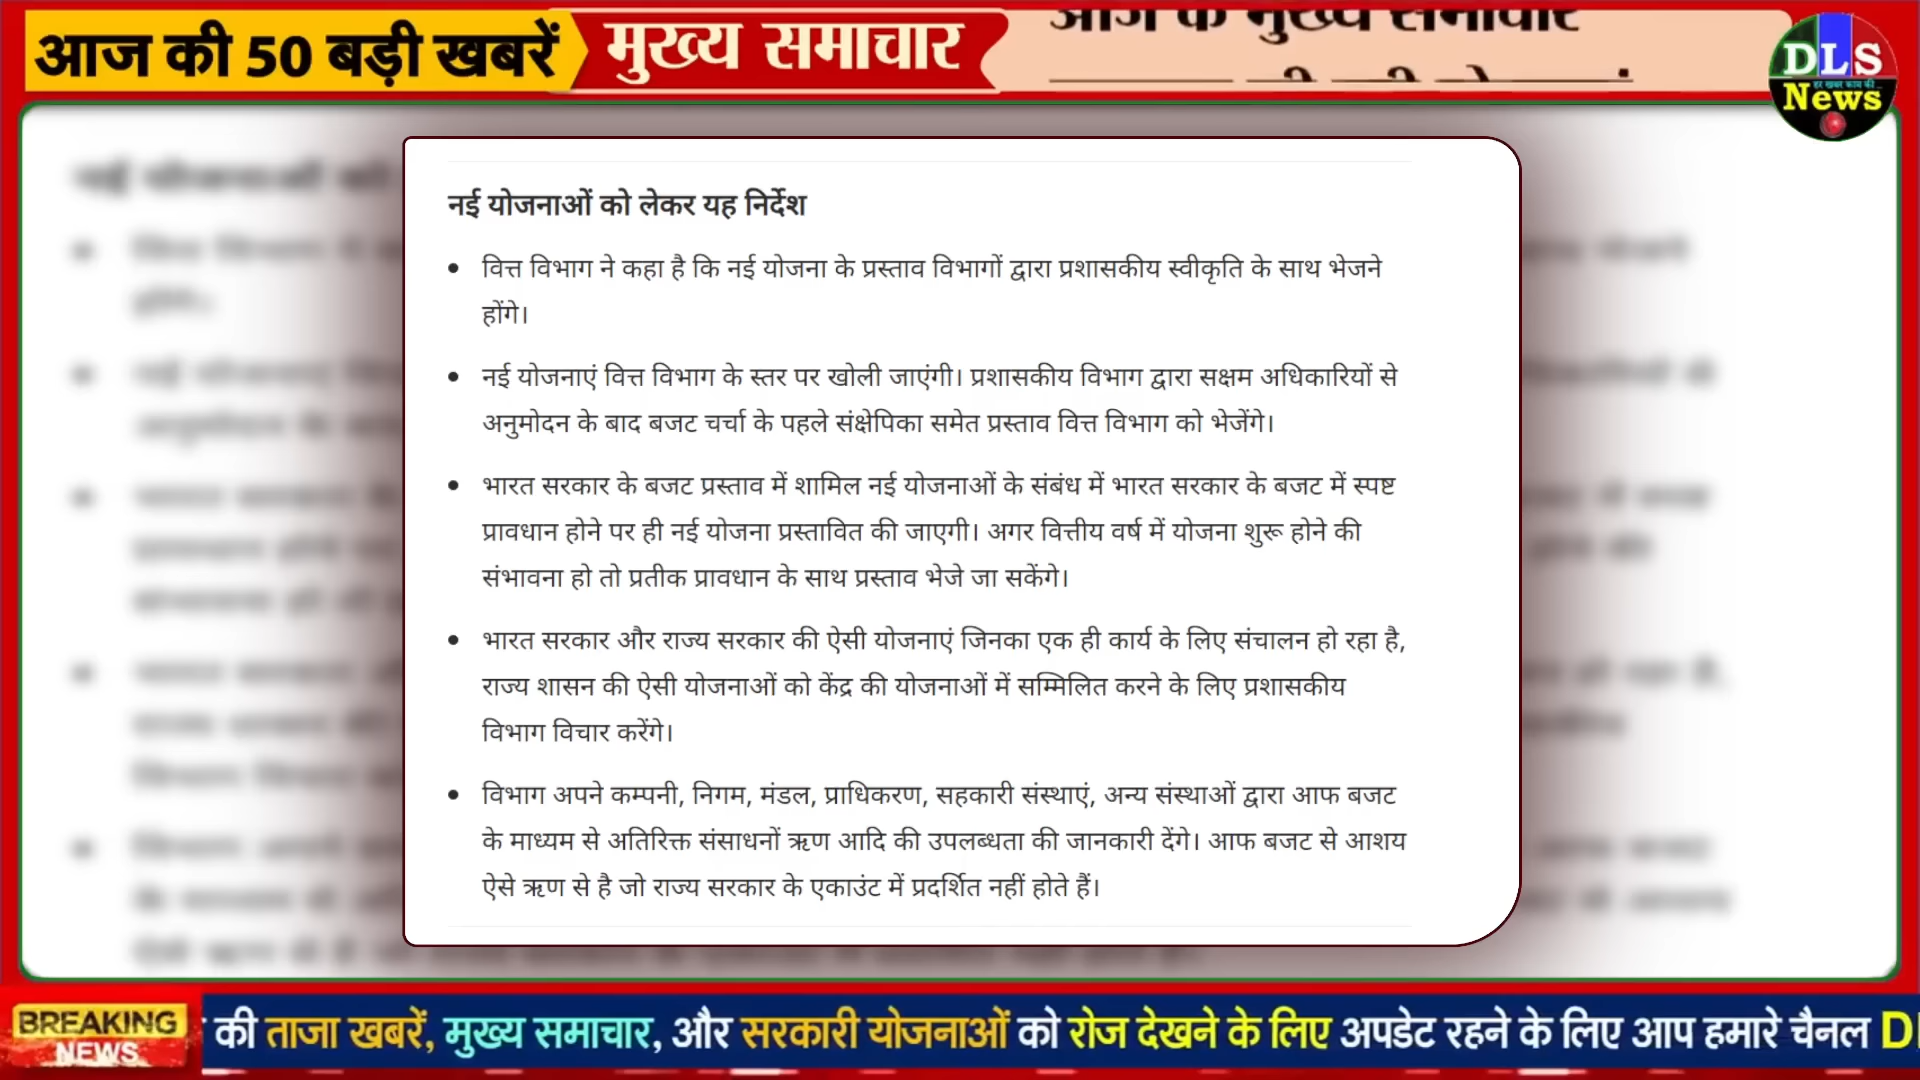 आज की 50 बड़ी खबरें
मुख्य समाचार
आज के मुख्य समाचार
DLS
हर खबर काम की
News
नई योजनाओं को लेकर यह निर्देश
• वित्त विभाग ने कहा है कि नई योजना के प्रस्ताव विभागों द्वारा प्रशासकीय स्वीकृति के साथ भेजने
होंगे।
• नई योजनाएं वित्त विभाग के स्तर पर खोली जाएंगी। प्रशासकीय विभाग द्वारा सक्षम अधिकारियों से
अनुमोदन के बाद बजट चर्चा के पहले संक्षेपिका समेत प्रस्ताव वित्त विभाग को भेजेंगे।
• भारत सरकार के बजट प्रस्ताव में शामिल नई योजनाओं के संबंध में भारत सरकार के बजट में स्पष्ट
प्रावधान होने पर ही नई योजना प्रस्तावित की जाएगी। अगर वित्तीय वर्ष में योजना शुरू होने की
संभावना हो तो प्रतीक प्रावधान के साथ प्रस्ताव भेजे जा सकेंगे।
• भारत सरकार और राज्य सरकार की ऐसी योजनाएं जिनका एक ही कार्य के लिए संचालन हो रहा है,
राज्य शासन की ऐसी योजनाओं को केंद्र की योजनाओं में सम्मिलित करने के लिए प्रशासकीय
विभाग विचार करेंगे।
• विभाग अपने कम्पनी, निगम, मंडल, प्राधिकरण, सहकारी संस्थाएं, अन्य संस्थाओं द्वारा आफ बजट
के माध्यम से अतिरिक्त संसाधनों ऋण आदि की उपलब्धता की जानकारी देंगे। आफ बजट से आशय
ऐसे ऋण से है जो राज्य सरकार के एकाउंट में प्रदर्शित नहीं होते हैं।
BREAKING
NEWS
की ताजा खबरें, मुख्य समाचार, और सरकारी योजनाओं को रोज देखने के लिए अपडेट रहने के लिए आप हमारे चैनल D